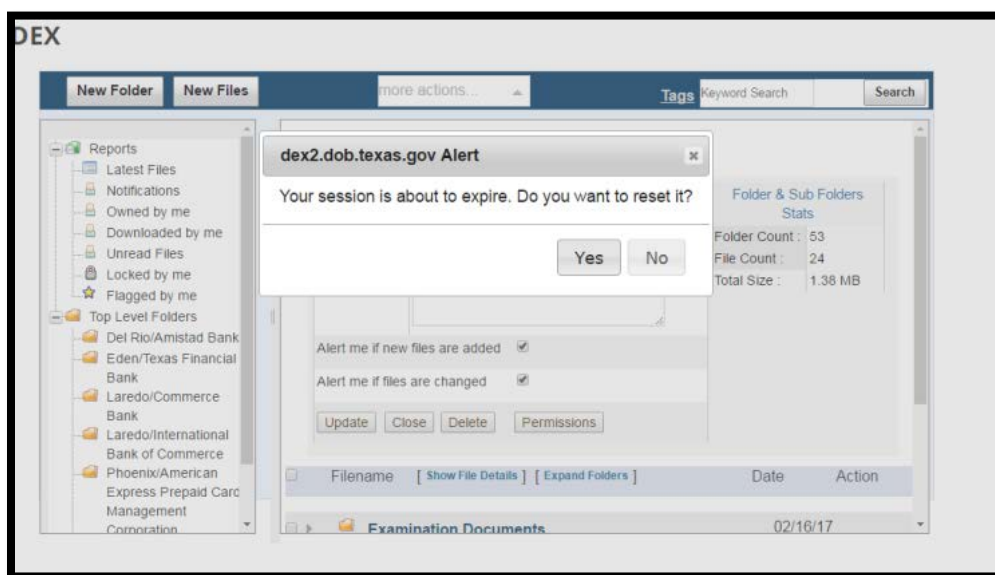 DEX
New Folder New Files more actions... Tags Keyword Search Search
Reports
Latest Files
Notifications
Owned by me
Downloaded by me
Unread Files
Locked by me
Flagged by me
Top Level Folders
Del Rio/Amistad Bank
Eden/Texas Financial
Bank
Laredo/Commerce
Bank
Laredo/International
Bank of Commerce
Phoenix/American
Express Prepaid Card
Management
Corporation
dex2.dob.texas.gov Alert
Your session is about to expire. Do you want to reset it?
Yes No
Folder & Sub Folders
Stats
Folder Count : 53
File Count : 24
Total Size : 1.38 MB
Alert me if new files are added
Alert me if files are changed
Update Close Delete Permissions
Filename [ Show File Details ] [ Expand Folders ] Date Action
Examination Documents 02/16/17